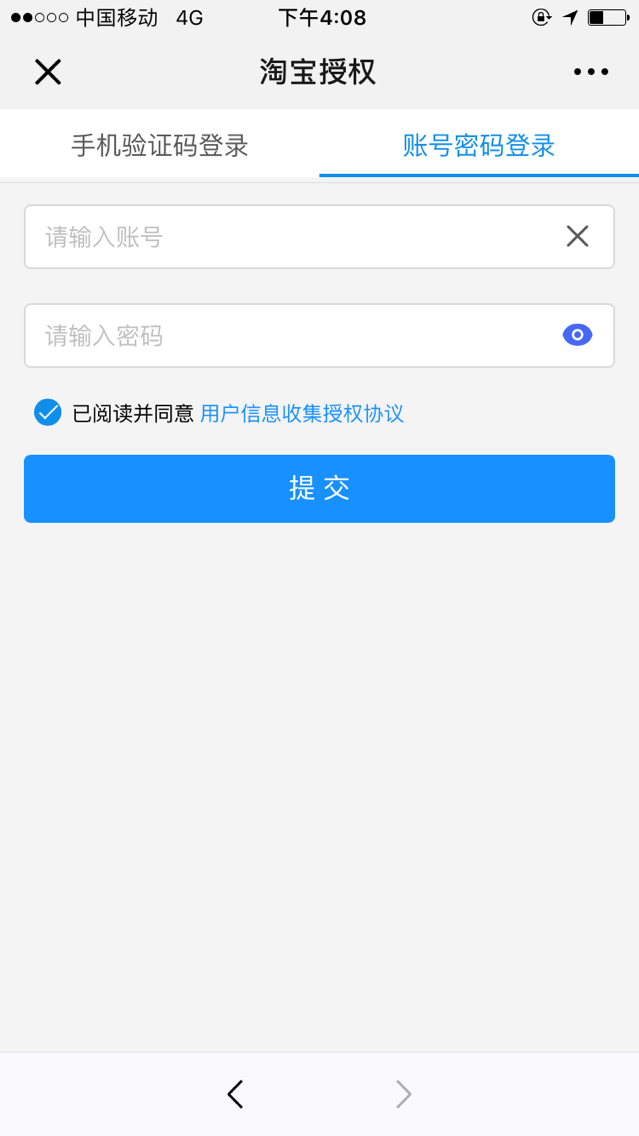 中国移动 4G 下午4:08
淘宝授权
手机验证码登录 账号密码登录
请输入账号
请输入密码
已阅读并同意 用户信息收集授权协议
提交